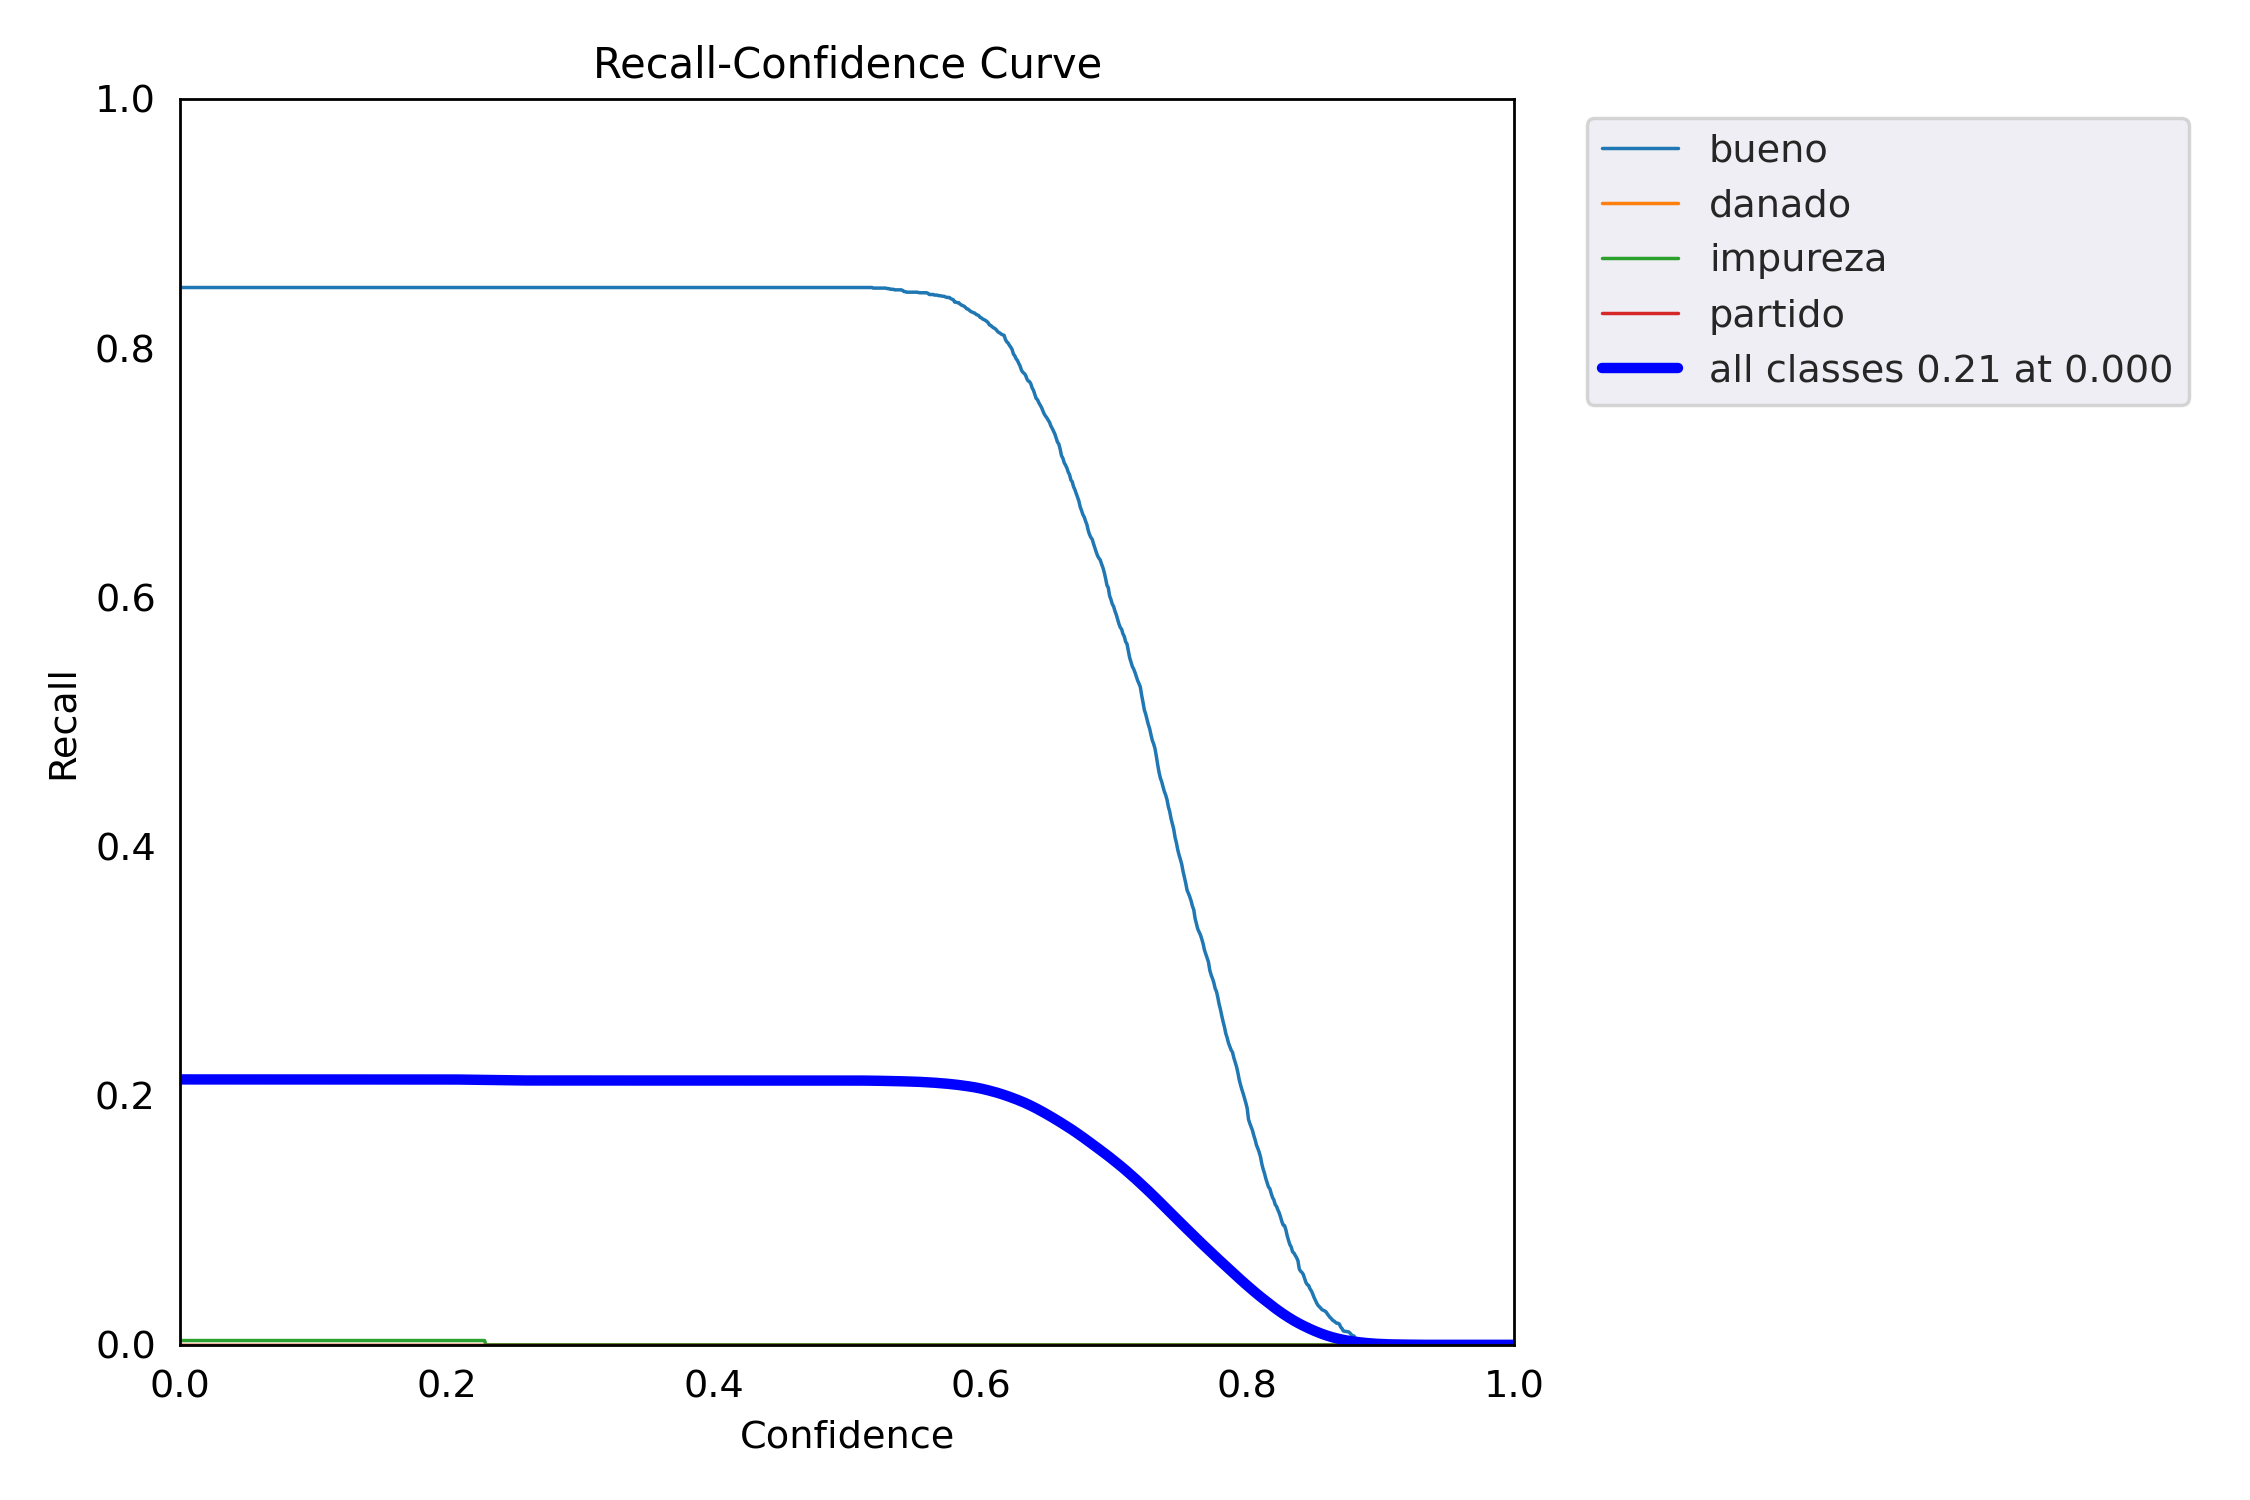 Recall-Confidence Curve
1.0
0.8
0.6
0.4
0.2
0.0
Recall
0.0 0.2 0.4 0.6 0.8 1.0
Confidence
bueno
danado
impureza
partido
all classes 0.21 at 0.000